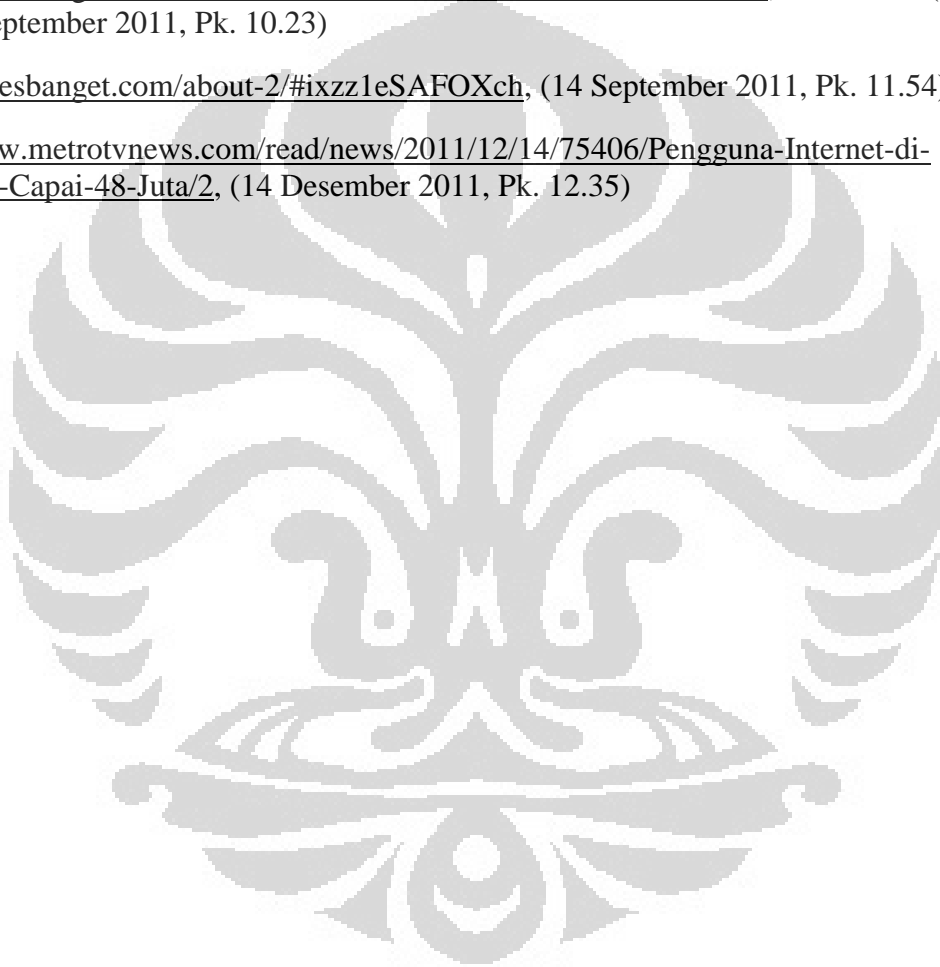 September 2011, Pk. 10.23)
esbanget.com/about-2/#ixzz1eSAFOXch, (14 September 2011, Pk. 11.54)
w.metrotvnews.com/read/news/2011/12/14/75406/Pengguna-Internet-di-
-Capai-48-Juta/2, (14 Desember 2011, Pk. 12.35)